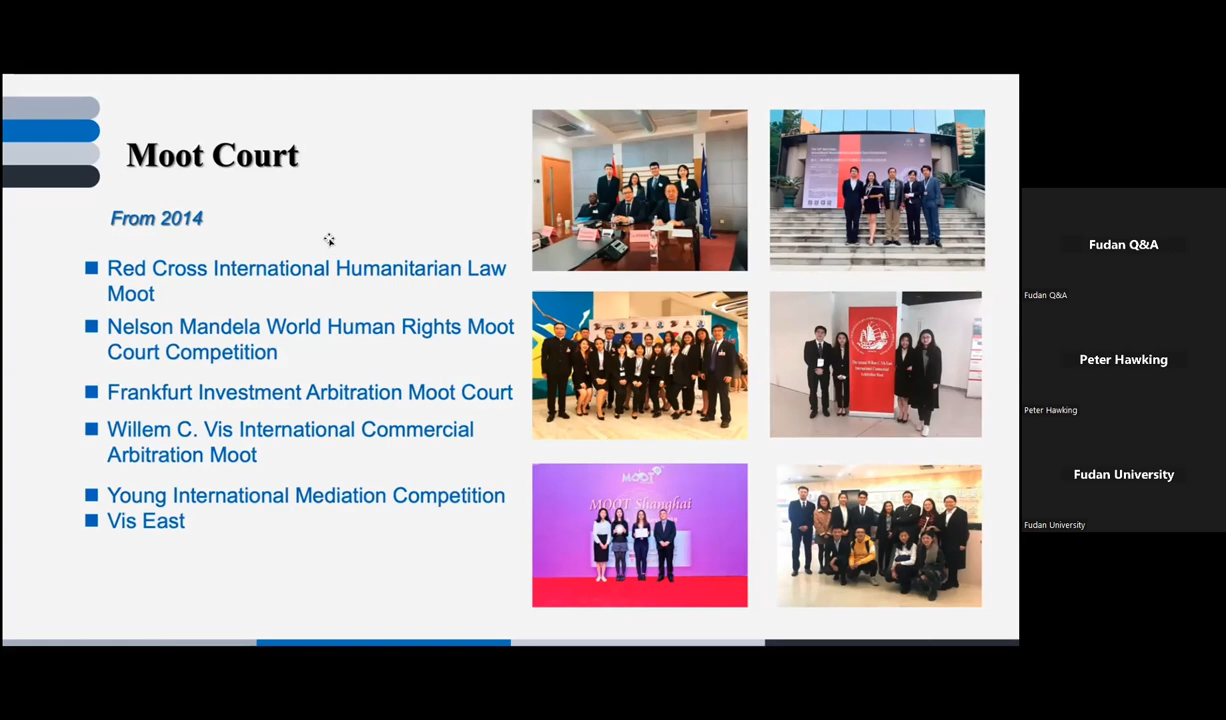 Moot Court
From 2014
Red Cross International Humanitarian Law
Moot
Nelson Mandela World Human Rights Moot
Court Competition
Frankfurt Investment Arbitration Moot Court
Willem C. Vis International Commercial
Arbitration Moot
Young International Mediation Competition
Vis East
MOOT
MOOT Shanghai
Fudan Q&A
Fudan Q&A
Peter Hawking
Peter Hawking
Fudan University
Fudan University